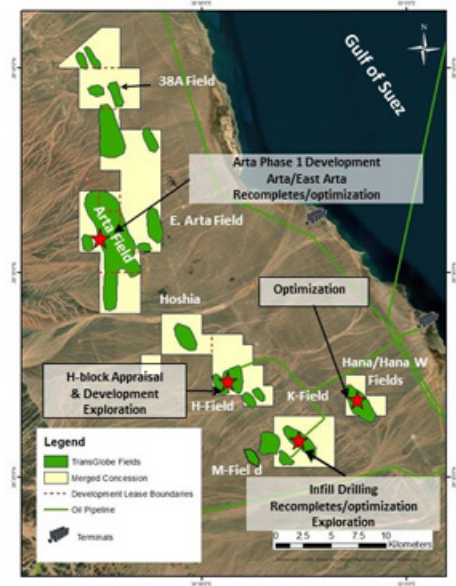 N
Gulf of Suez
38A Field
Arta Phase 1 Development
Arta/East Arta
Recompletes/optimization
E. Arta Field
Arta Field
Hoshia
Optimization
Hana/Hana W
Fields
H-block Appraisal
& Development
Exploration
K-Field
H-Field
M-Fiel d
Infill Drilling
Recompletes/optimization
Exploration
Legend
TransGlobe Fields
Merged Concession
Development Lease Boundaries
Oil Pipeline
Terminals
0 2.5 5 7.5 10
Kilometers